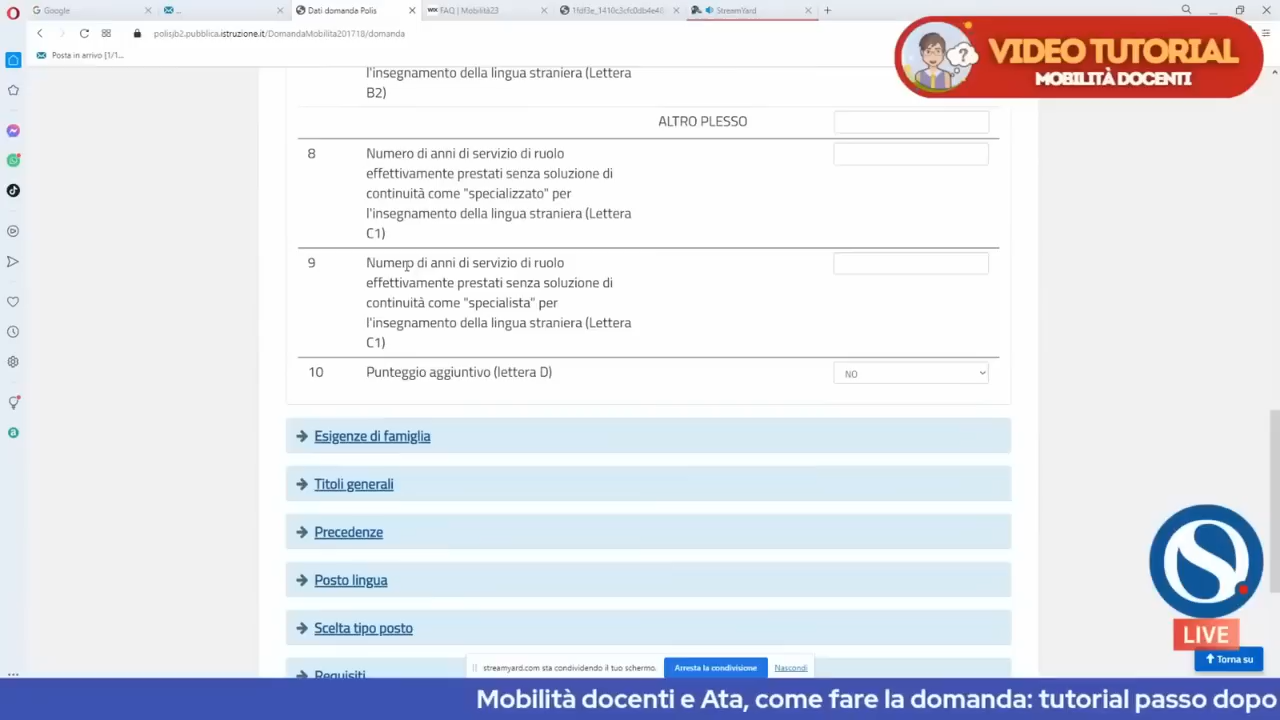 Google
...
Dati domanda Polis
WiX FAQ | Mobilità23
1fdf3e_1410c3cfc0db4e48
StreamYard
polisjb2.pubblica.istruzione.it/DomandaMobilita201718/domanda
Posta in arrivo [1/1...
VIDEO TUTORIAL
MOBILITÀ DOCENTI
l'insegnamento della lingua straniera (Lettera
B2)
ALTRO PLESSO
8 Numero di anni di servizio di ruolo
effettivamente prestati senza soluzione di
continuità come "specializzato" per
l'insegnamento della lingua straniera (Lettera
C1)
9 Numero di anni di servizio di ruolo
effettivamente prestati senza soluzione di
continuità come "specialista" per
l'insegnamento della lingua straniera (Lettera
C1)
10 Punteggio aggiuntivo (lettera D) NO
Esigenze di famiglia
Titoli generali
Precedenze
Posto lingua
Scelta tipo posto
Requisiti
S
LIVE
Torna su
streamyard.com sta condividendo il tuo schermo. Arresta la condivisione Nascondi
Mobilità docenti e Ata, come fare la domanda: tutorial passo dopo